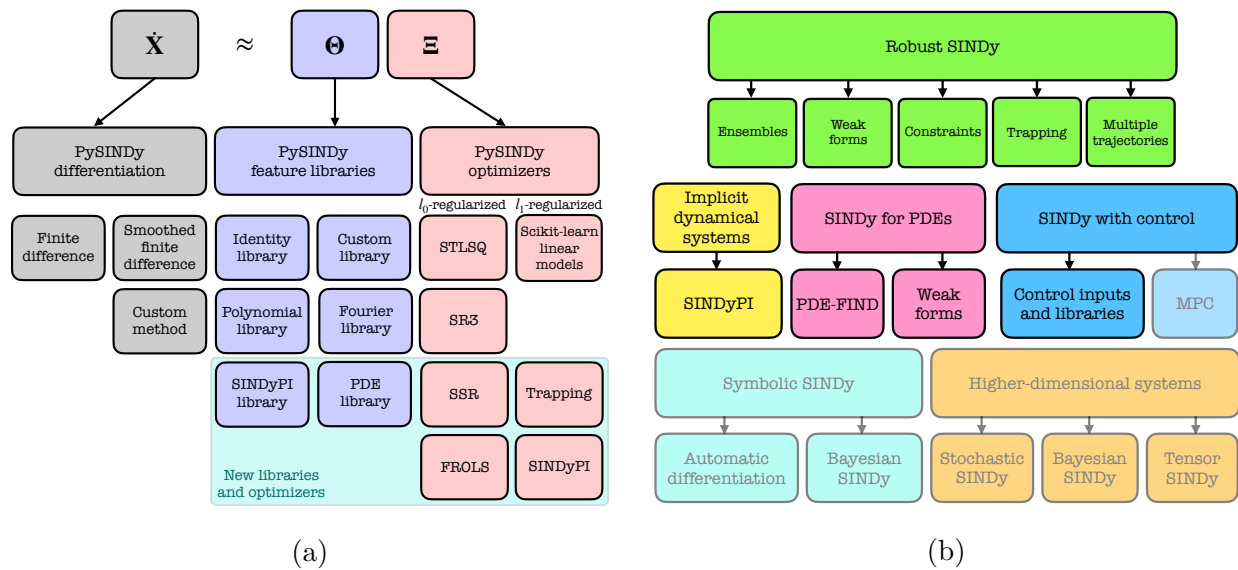 Ẋ ≈ Θ Ξ
PySINDy
differentiation
PySINDy
feature libraries
PySINDy
optimizers
l₀-regularized
l₁-regularized
Finite
difference
Smoothed
finite
difference
Identity
library
Custom
library
STLSQ
Scikit-learn
linear
models
Custom
method
Polynomial
library
Fourier
library
SR3
SINDyPI
library
PDE
library
SSR
Trapping
New libraries
and optimizers
FROLS
SINDyPI
(a)
Robust SINDy
Ensembles
Weak
forms
Constraints
Trapping
Multiple
trajectories
Implicit
dynamical
systems
SINDy for PDEs
SINDy with control
SINDyPI
PDE-FIND
Weak
forms
Control inputs
and libraries
MPC
Symbolic SINDy
Higher-dimensional systems
Automatic
differentiation
Bayesian
SINDy
Stochastic
SINDy
Bayesian
SINDy
Tensor
SINDy
(b)